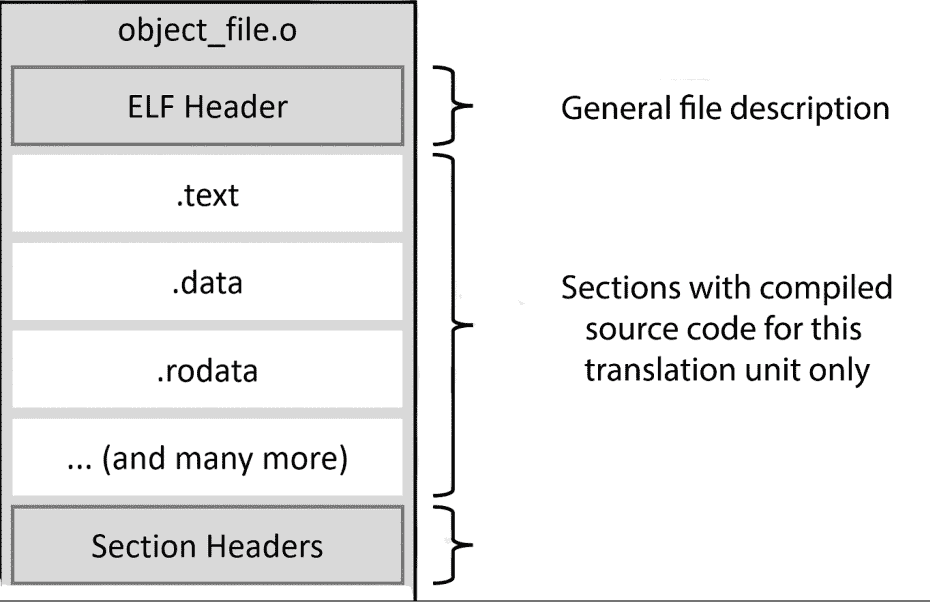 object_file.o
ELF Header
General file description
.text
.data
Sections with compiled
source code for this
translation unit only
.rodata
... (and many more)
Section Headers